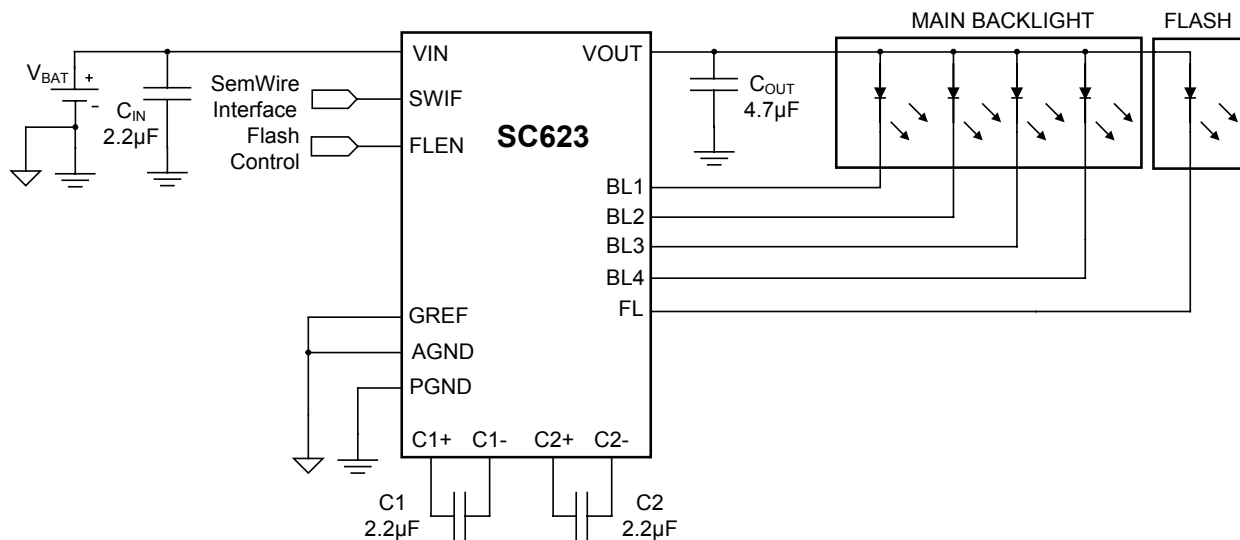 MAIN BACKLIGHT
FLASH
VIN
VOUT
V_BAT
+
-
C_IN
2.2µF
SemWire
Interface
SWIF
Flash
Control
FLEN
SC623
C_OUT
4.7µF
BL1
BL2
BL3
BL4
FL
GREF
AGND
PGND
C1+
C1-
C2+
C2-
C1
2.2µF
C2
2.2µF